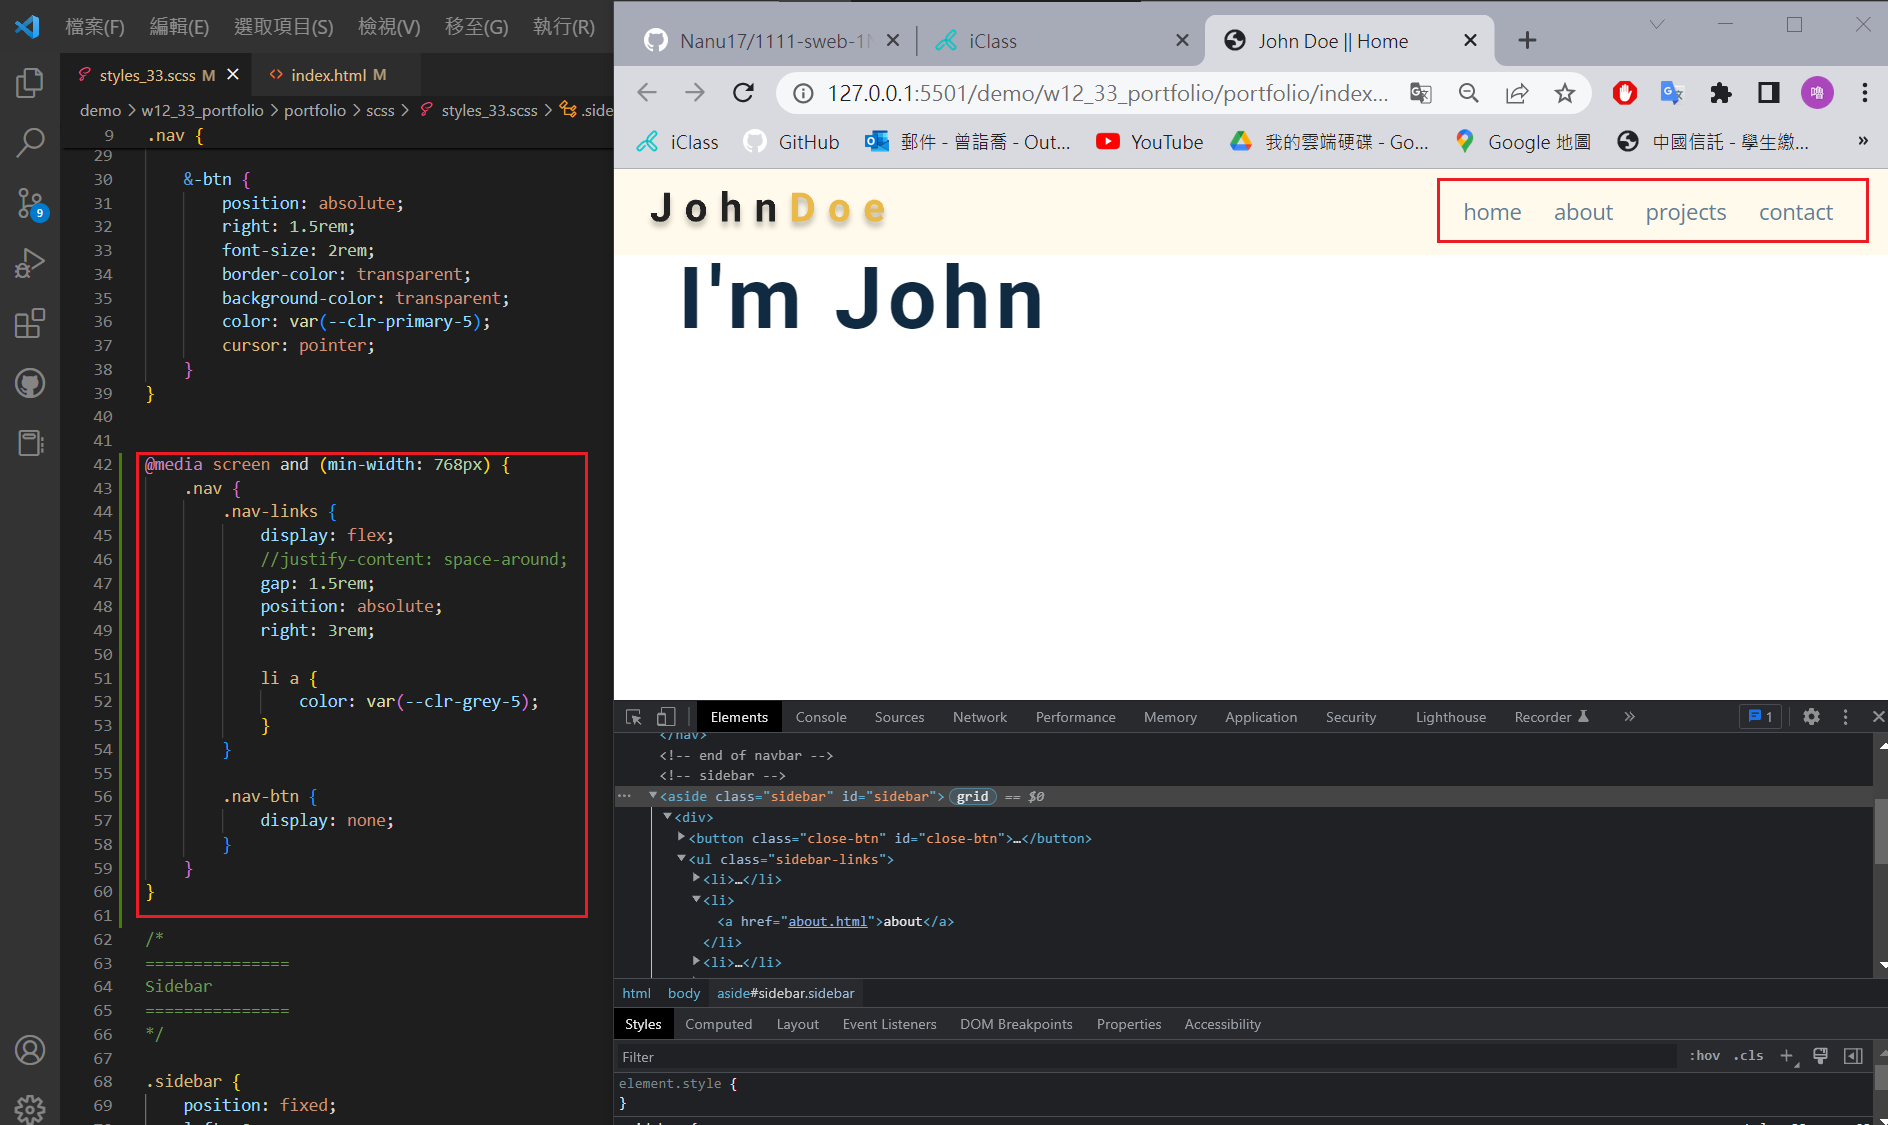 檔案(F) 編輯(E) 選取項目(S) 檢視(V) 移至(G) 執行(R)
styles_33.scss M
index.html M
demo > w12_33_portfolio > portfolio > scss > styles_33.scss > .side
9 .nav {
29
30 &-btn {
31 position: absolute;
32 right: 1.5rem;
33 font-size: 2rem;
34 border-color: transparent;
35 background-color: transparent;
36 color: var(--clr-primary-5);
37 cursor: pointer;
38 }
39 }
40
41
42 @media screen and (min-width: 768px) {
43 .nav {
44 .nav-links {
45 display: flex;
46 //justify-content: space-around;
47 gap: 1.5rem;
48 position: absolute;
49 right: 3rem;
50
51 li a {
52 color: var(--clr-grey-5);
53 }
54 }
55
56 .nav-btn {
57 display: none;
58 }
59 }
60 }
61
62 /*
63 ===============
64 Sidebar
65 ===============
66 */
67
68 .sidebar {
69 position: fixed;
9
Nanu17/1111-sweb-1N
iClass
John Doe || Home
127.0.0.1:5501/demo/w12_33_portfolio/portfolio/index...
iClass
GitHub
郵件 - 曾詣喬 - Out...
YouTube
我的雲端硬碟 - Go...
Google 地圖
中國信託 - 學生繳...
»
JohnDoe
home about projects contact
I'm John
Elements Console Sources Network Performance Memory Application Security Lighthouse Recorder » 1
</nav>
<!-- end of navbar -->
<!-- sidebar -->
<aside class="sidebar" id="sidebar"> grid == $0
<div>
<button class="close-btn" id="close-btn">…</button>
<ul class="sidebar-links">
<li>…</li>
<li>
<a href="about.html">about</a>
</li>
<li>…</li>
html body aside#sidebar.sidebar
Styles Computed Layout Event Listeners DOM Breakpoints Properties Accessibility
Filter
:hov .cls +
element.style {
}